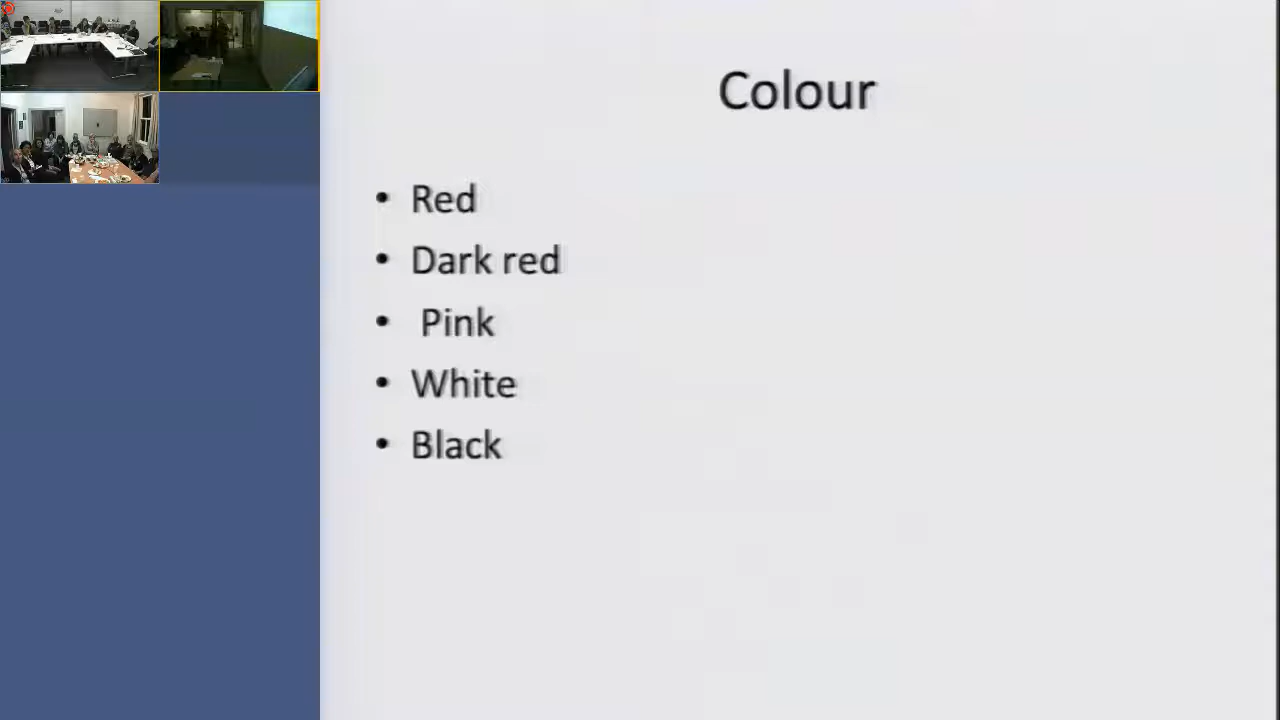 Colour
• Red
• Dark red
• Pink
• White
• Black